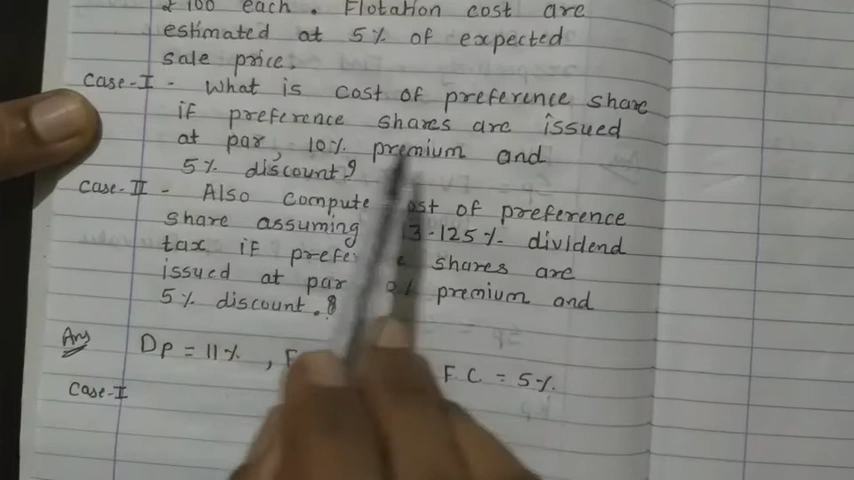 ₹100 each. Flotation cost are
estimated at 5% of expected
sale price.
Case-I - What is cost of preference share
if preference shares are issued
at par, 10% premium and
5% discount?
Case-II - Also compute cost of preference
share assuming 13.125% dividend
tax if shares are
issued at par premium and
5% discount.?
Ans DP = 11%, FC = 5%.
Case-I